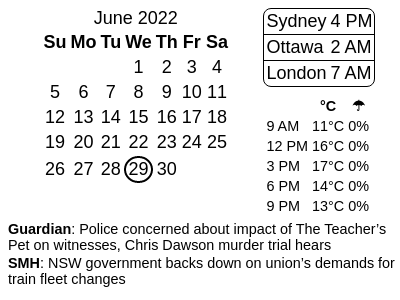 June 2022
Su Mo Tu We Th Fr Sa
1 2 3 4
5 6 7 8 9 10 11
12 13 14 15 16 17 18
19 20 21 22 23 24 25
26 27 28 29 30
Sydney 4 PM
Ottawa 2 AM
London 7 AM
°C ☂
9 AM 11°C 0%
12 PM 16°C 0%
3 PM 17°C 0%
6 PM 14°C 0%
9 PM 13°C 0%
Guardian: Police concerned about impact of The Teacher’s
Pet on witnesses, Chris Dawson murder trial hears
SMH: NSW government backs down on union’s demands for
train fleet changes